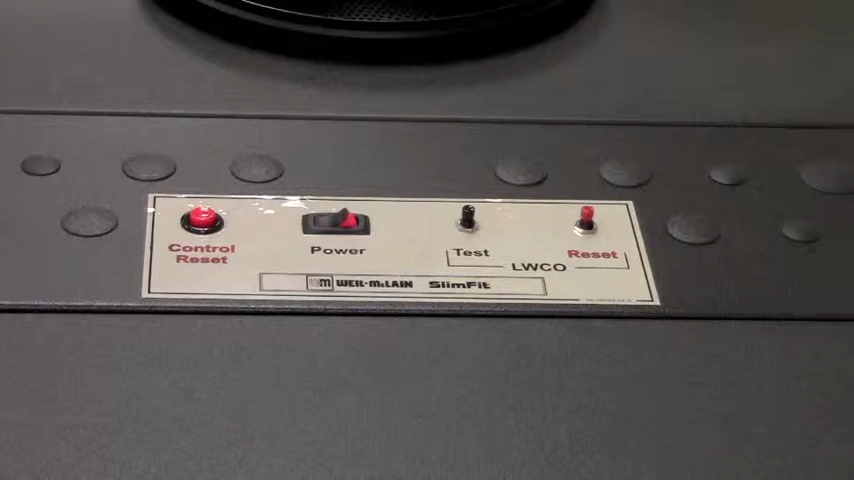 Control
Reset
Power
Test
Reset
LWCO
WEIL-McLAIN SlimFit